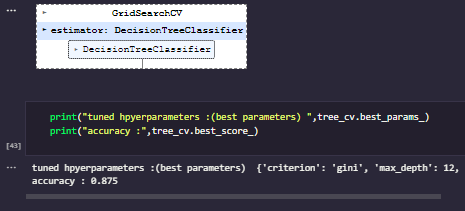 ...
▸ GridSearchCV
▸ estimator: DecisionTreeClassifier
▸ DecisionTreeClassifier
print("tuned hpyerparameters :(best parameters) ",tree_cv.best_params_)
print("accuracy :",tree_cv.best_score_)
[43]
... tuned hpyerparameters :(best parameters)  {'criterion': 'gini', 'max_depth': 12,
accuracy : 0.875